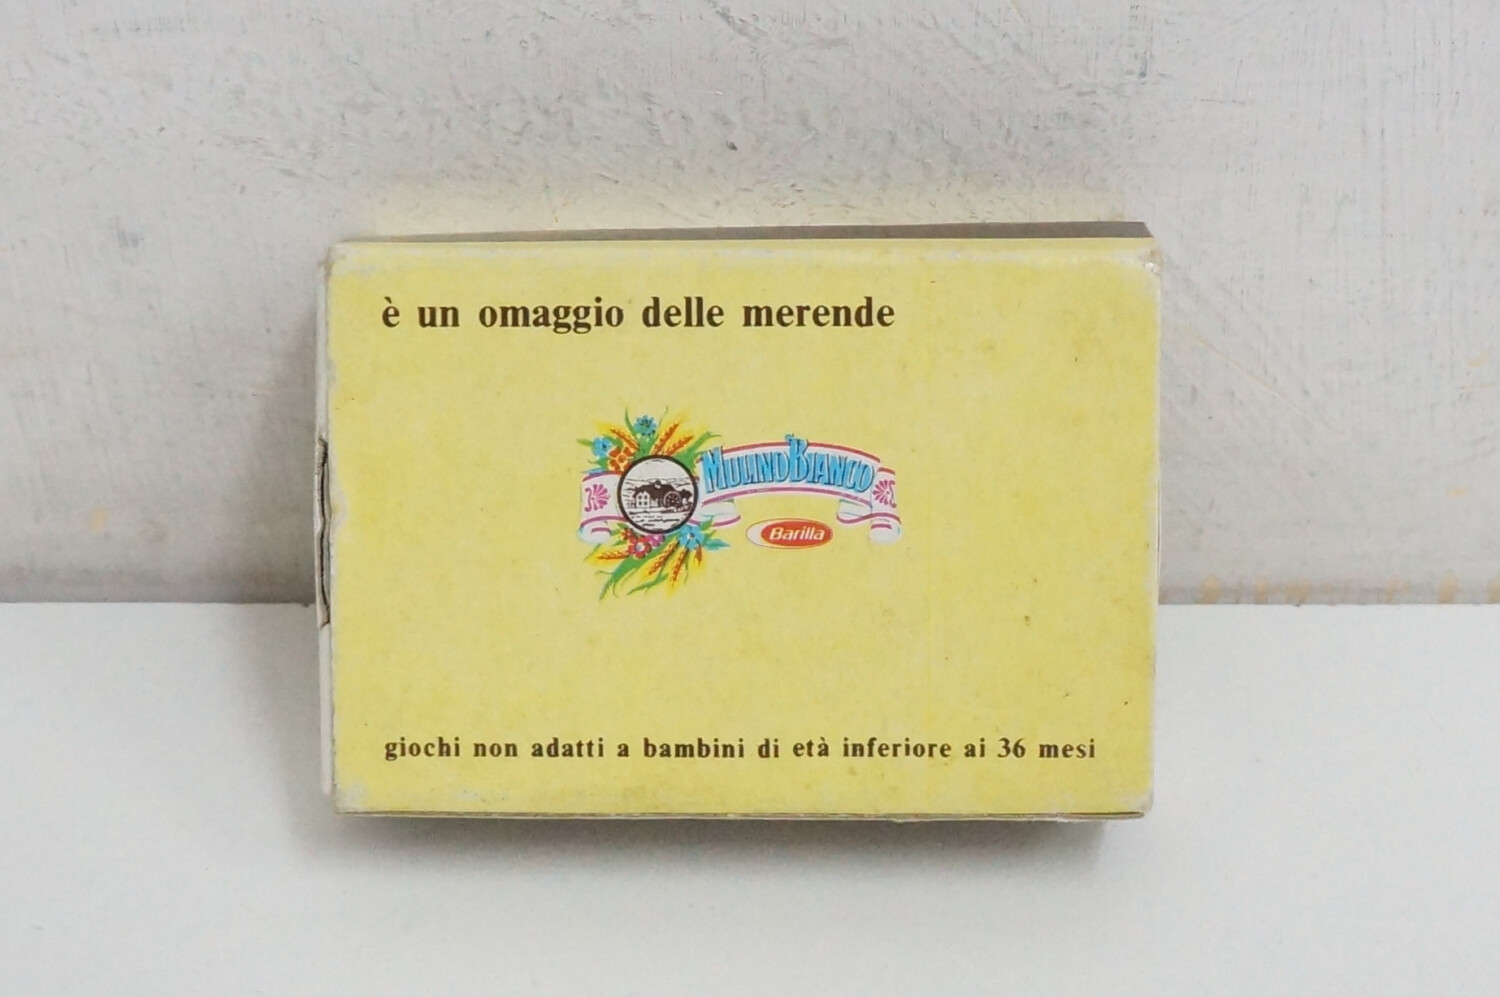 è un omaggio delle merende
MULINO BIANCO
Barilla
giochi non adatti a bambini di età inferiore ai 36 mesi